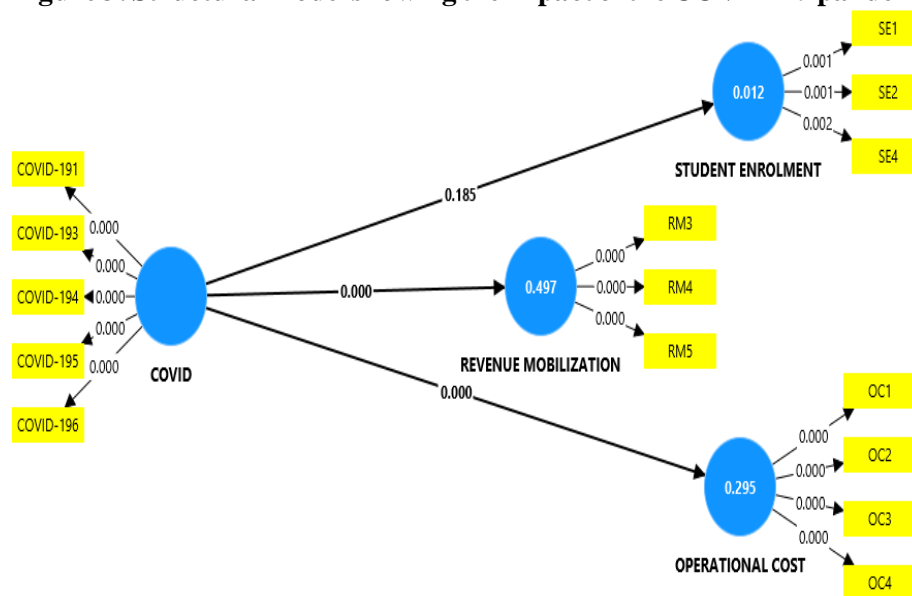 SE1
0.001
0.012
0.001
SE2
0.002
SE4
STUDENT ENROLMENT
COVID-191
0.185
0.000
COVID-193
RM3
0.000
0.000
COVID-194
0.000
0.000
0.497
0.000
RM4
0.000
0.000
COVID-195
RM5
0.000
REVENUE MOBILIZATION
COVID
0.000
COVID-196
OC1
0.000
OC2
0.000
0.295
0.000
OC3
0.000
OPERATIONAL COST
OC4